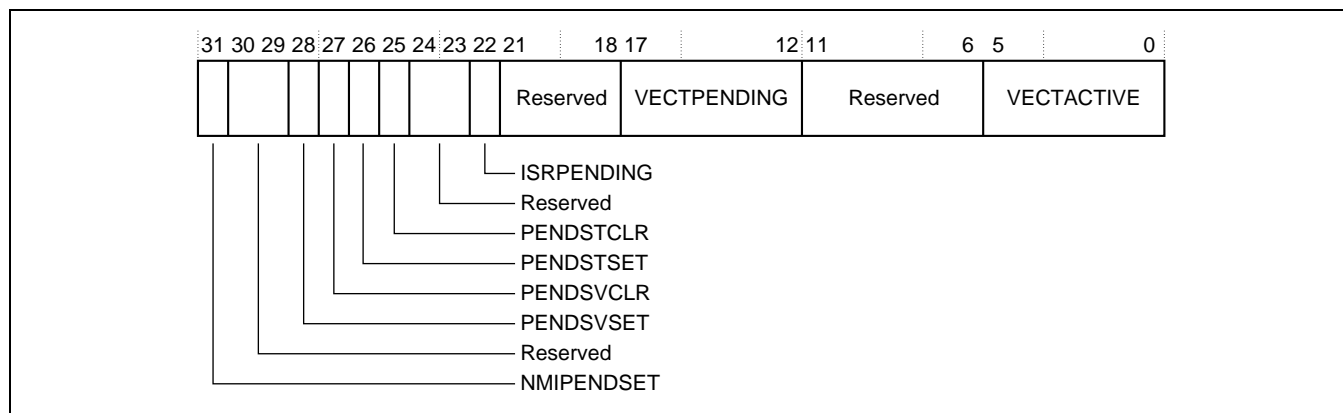 31 30 29 28 27 26 25 24 23 22 21 18 17 12 11 6 5 0
Reserved VECTPENDING Reserved VECTACTIVE
ISRPENDING
Reserved
PENDSTCLR
PENDSTSET
PENDSVCLR
PENDSVSET
Reserved
NMIPENDSET